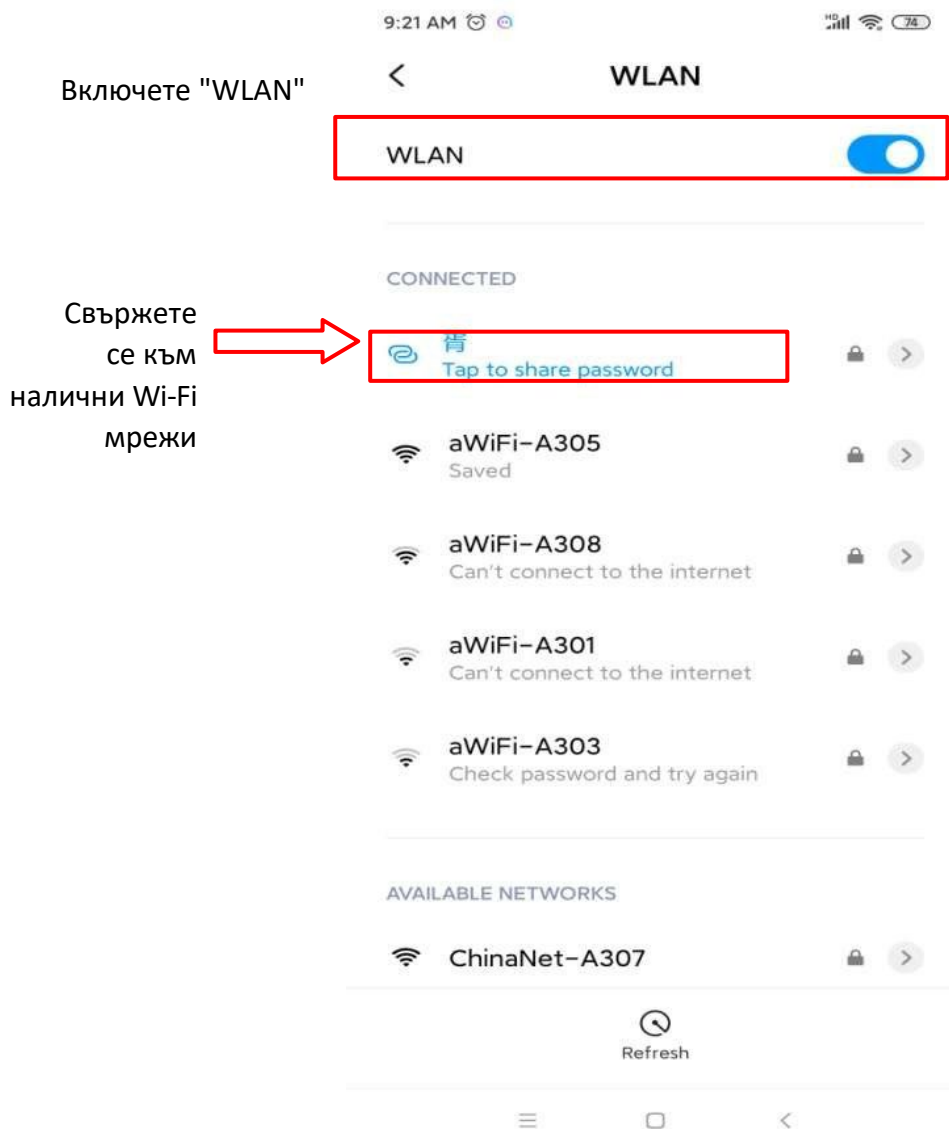 9:21 AM
HD
74
WLAN
Включете "WLAN"
WLAN
CONNECTED
Свържете
се към
налични Wi-Fi
мрежи
胥
Tap to share password
aWiFi-A305
Saved
aWiFi-A308
Can't connect to the internet
aWiFi-A301
Can't connect to the internet
aWiFi-A303
Check password and try again
AVAILABLE NETWORKS
ChinaNet-A307
Refresh